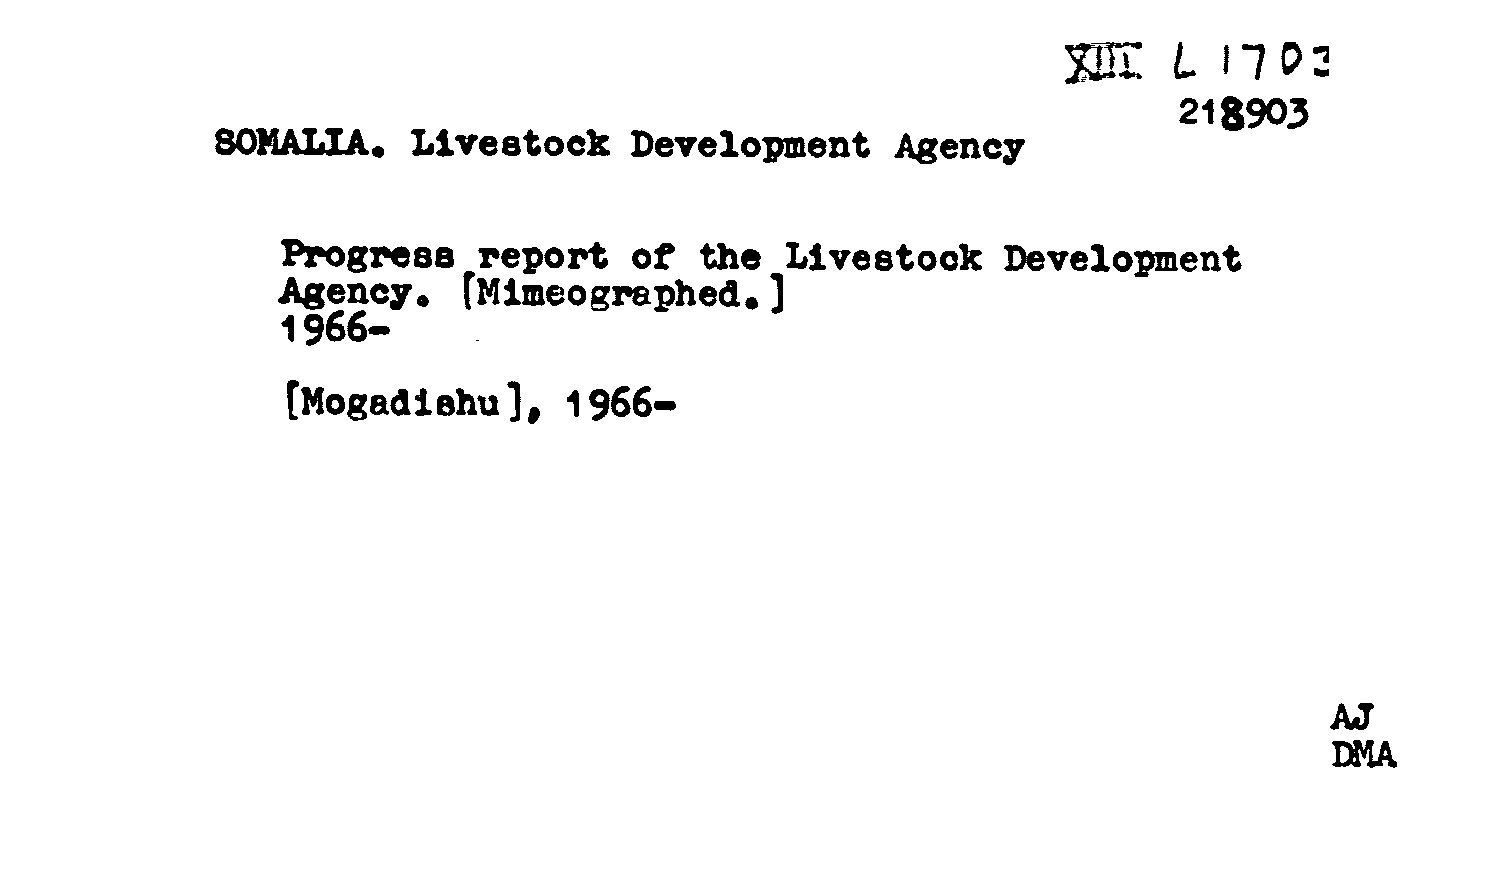 XIII L 1703
218903
SOMALIA. Livestock Development Agency
Progress report of the Livestock Development
Agency. [Mimeographed.]
1966-
[Mogadishu], 1966-
AJ
DMA